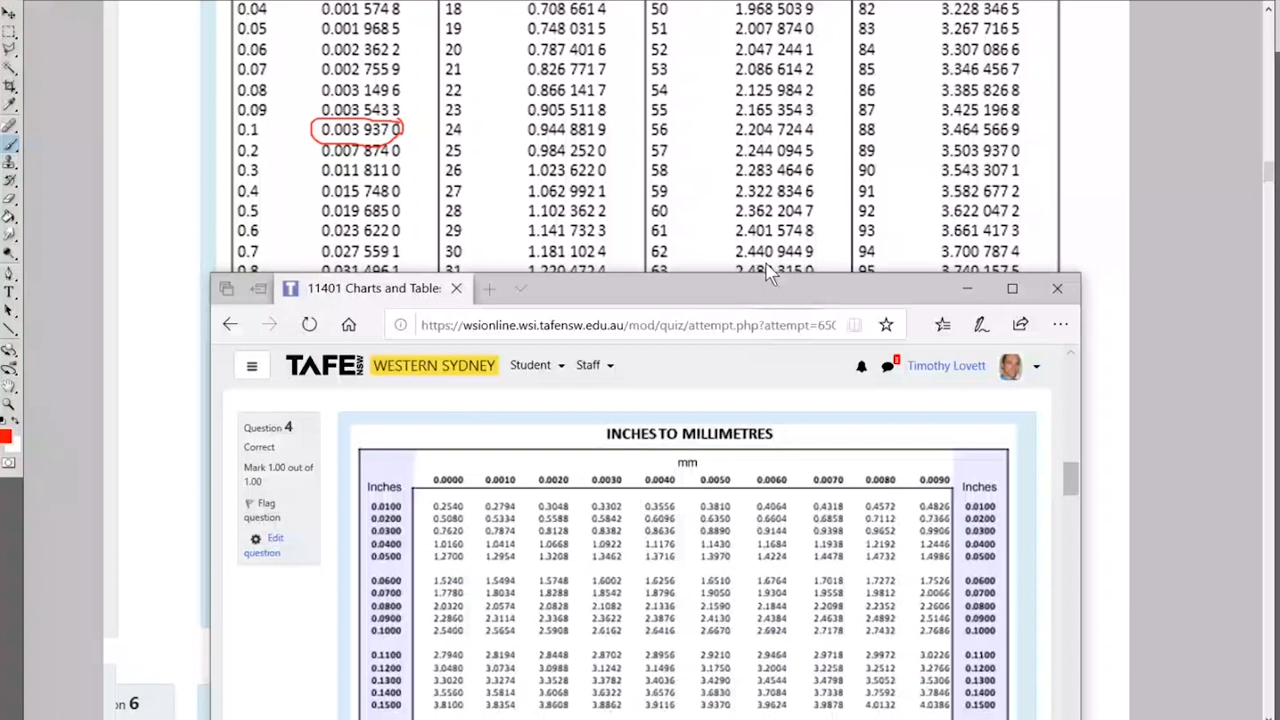 0.04 0.001 574 8 18 0.708 661 4 50 1.968 503 9 82 3.228 346 5
0.05 0.001 968 5 19 0.748 031 5 51 2.007 874 0 83 3.267 716 5
0.06 0.002 362 2 20 0.787 401 6 52 2.047 244 1 84 3.307 086 6
0.07 0.002 755 9 21 0.826 771 7 53 2.086 614 2 85 3.346 456 7
0.08 0.003 149 6 22 0.866 141 7 54 2.125 984 2 86 3.385 826 8
0.09 0.003 543 3 23 0.905 511 8 55 2.165 354 3 87 3.425 196 8
0.1 0.003 937 0 24 0.944 881 9 56 2.204 724 4 88 3.464 566 9
0.2 0.007 874 0 25 0.984 252 0 57 2.244 094 5 89 3.503 937 0
0.3 0.011 811 0 26 1.023 622 0 58 2.283 464 6 90 3.543 307 1
0.4 0.015 748 0 27 1.062 992 1 59 2.322 834 6 91 3.582 677 2
0.5 0.019 685 0 28 1.102 362 2 60 2.362 204 7 92 3.622 047 2
0.6 0.023 622 0 29 1.141 732 3 61 2.401 574 8 93 3.661 417 3
0.7 0.027 559 1 30 1.181 102 4 62 2.440 944 9 94 3.700 787 4
0.8 0.031 496 1 31 1.220 472 4 63 315 0 95 3.740 157 5
11401 Charts and Table:
https://wsionline.wsi.tafensw.edu.au/mod/quiz/attempt.php?attempt=650
TAFE NSW WESTERN SYDNEY Student Staff Timothy Lovett
Question 4
Correct
Mark 1.00 out of
1.00
Flag
question
Edit
question
INCHES TO MILLIMETRES
mm
Inches 0.0000 0.0010 0.0020 0.0030 0.0040 0.0050 0.0060 0.0070 0.0080 0.0090 Inches
0.0100 0.2540 0.2794 0.3048 0.3302 0.3556 0.3810 0.4064 0.4318 0.4572 0.4826 0.0100
0.0200 0.5080 0.5334 0.5588 0.5842 0.6096 0.6350 0.6604 0.6858 0.7112 0.7366 0.0200
0.0300 0.7620 0.7874 0.8128 0.8382 0.8636 0.8890 0.9144 0.9398 0.9652 0.9906 0.0300
0.0400 1.0160 1.0414 1.0668 1.0922 1.1176 1.1430 1.1684 1.1938 1.2192 1.2446 0.0400
0.0500 1.2700 1.2954 1.3208 1.3462 1.3716 1.3970 1.4224 1.4478 1.4732 1.4986 0.0500
0.0600 1.5240 1.5494 1.5748 1.6002 1.6256 1.6510 1.6764 1.7018 1.7272 1.7526 0.0600
0.0700 1.7780 1.8034 1.8288 1.8542 1.8796 1.9050 1.9304 1.9558 1.9812 2.0066 0.0700
0.0800 2.0320 2.0574 2.0828 2.1082 2.1336 2.1590 2.1844 2.2098 2.2352 2.2606 0.0800
0.0900 2.2860 2.3114 2.3368 2.3622 2.3876 2.4130 2.4384 2.4638 2.4892 2.5146 0.0900
0.1000 2.5400 2.5654 2.5908 2.6162 2.6416 2.6670 2.6924 2.7178 2.7432 2.7686 0.1000
0.1100 2.7940 2.8194 2.8448 2.8702 2.8956 2.9210 2.9464 2.9718 2.9972 3.0226 0.1100
0.1200 3.0480 3.0734 3.0988 3.1242 3.1496 3.1750 3.2004 3.2258 3.2512 3.2766 0.1200
0.1300 3.3020 3.3274 3.3528 3.3782 3.4036 3.4290 3.4544 3.4798 3.5052 3.5306 0.1300
0.1400 3.5560 3.5814 3.6068 3.6322 3.6576 3.6830 3.7084 3.7338 3.7592 3.7846 0.1400
0.1500 3.8100 3.8354 3.8608 3.8862 3.9116 3.9370 3.9624 3.9878 4.0132 4.0386 0.1500
on 6